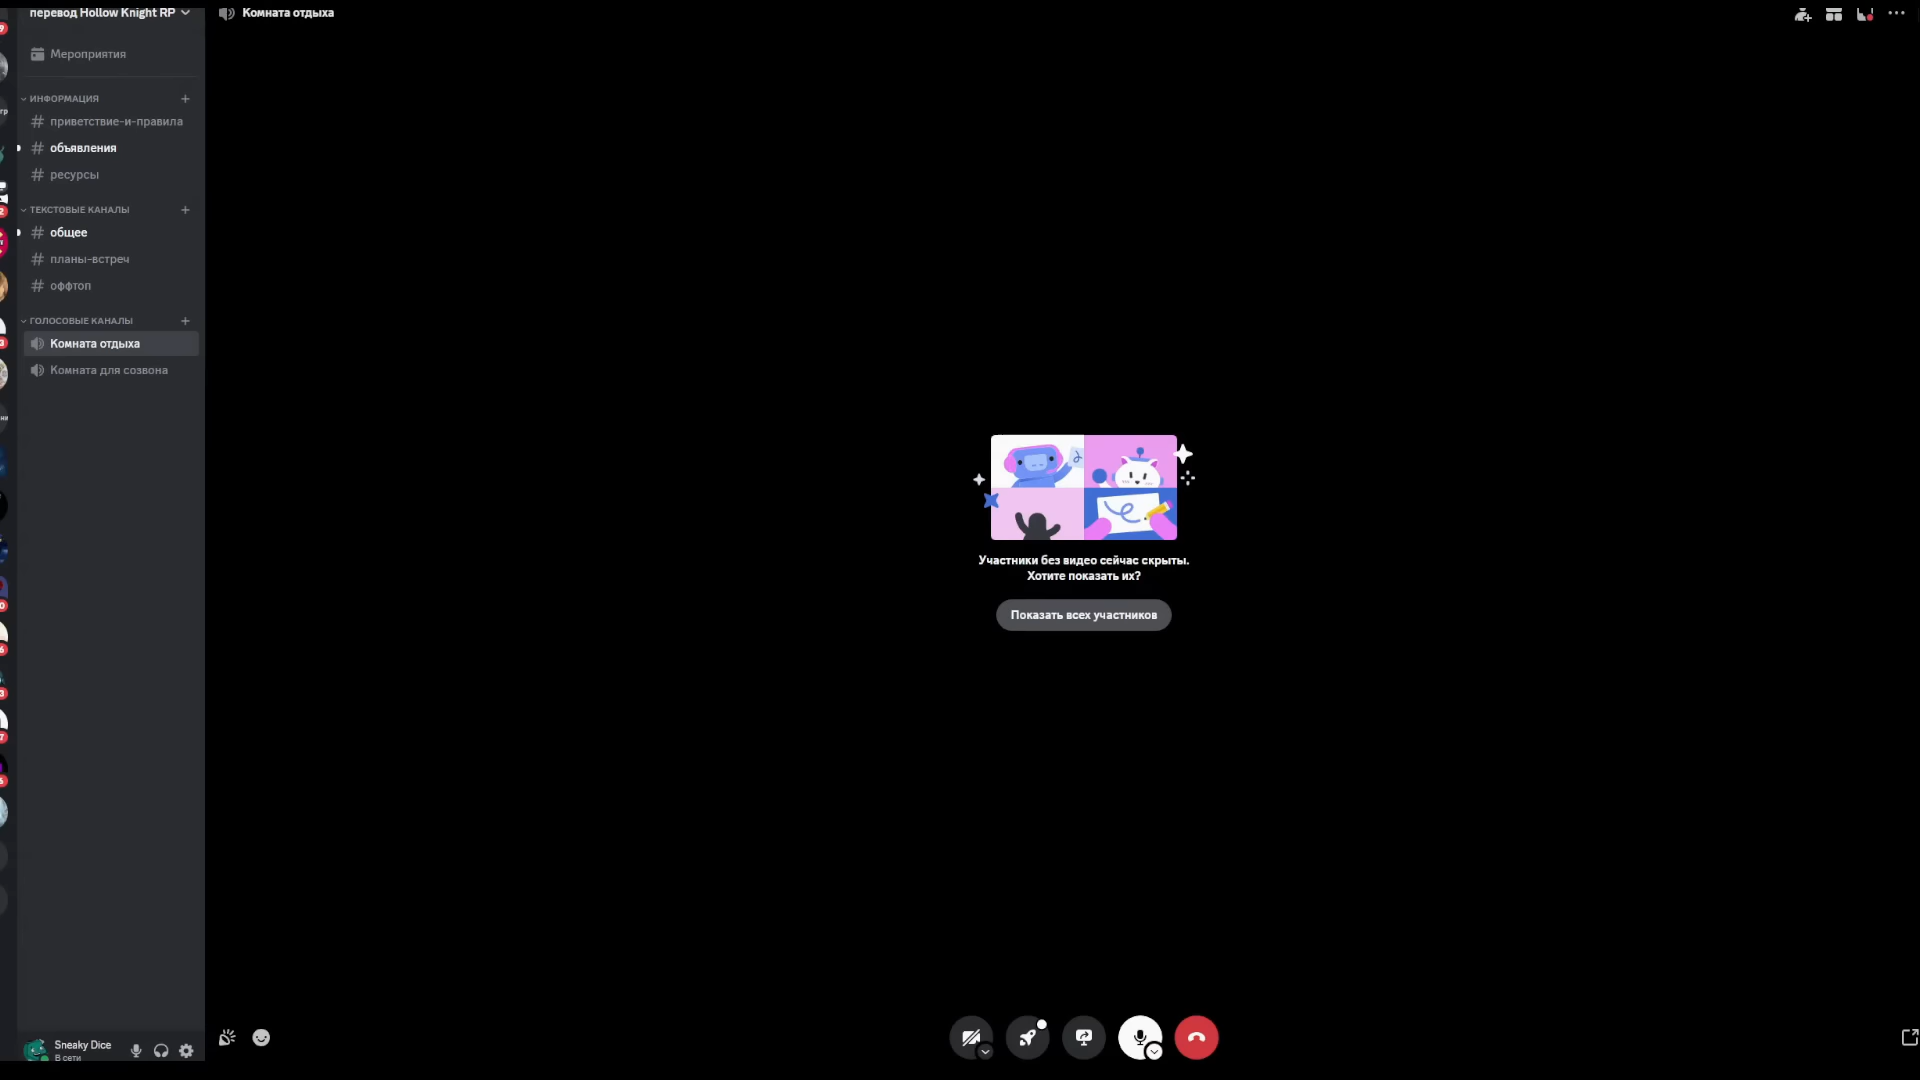 перевод Hollow Knight RP
Комната отдыха
Мероприятия
ИНФОРМАЦИЯ
приветствие-и-правила
объявления
ресурсы
ТЕКСТОВЫЕ КАНАЛЫ
общее
планы-встреч
оффтоп
ГОЛОСОВЫЕ КАНАЛЫ
Комната отдыха
Комната для созвона
Участники без видео сейчас скрыты.
Хотите показать их?
Показать всех участников
Sneaky Dice
В сети